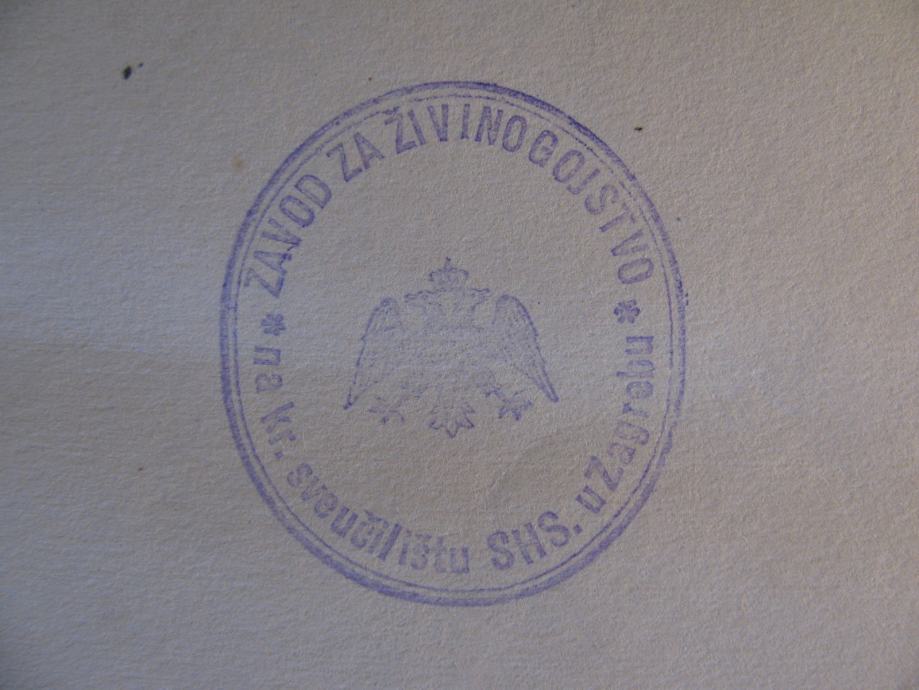 ZAVOD ZA ŽIVINOGOJSTVO
na kr. sveučilištu SHS. u Zagrebu